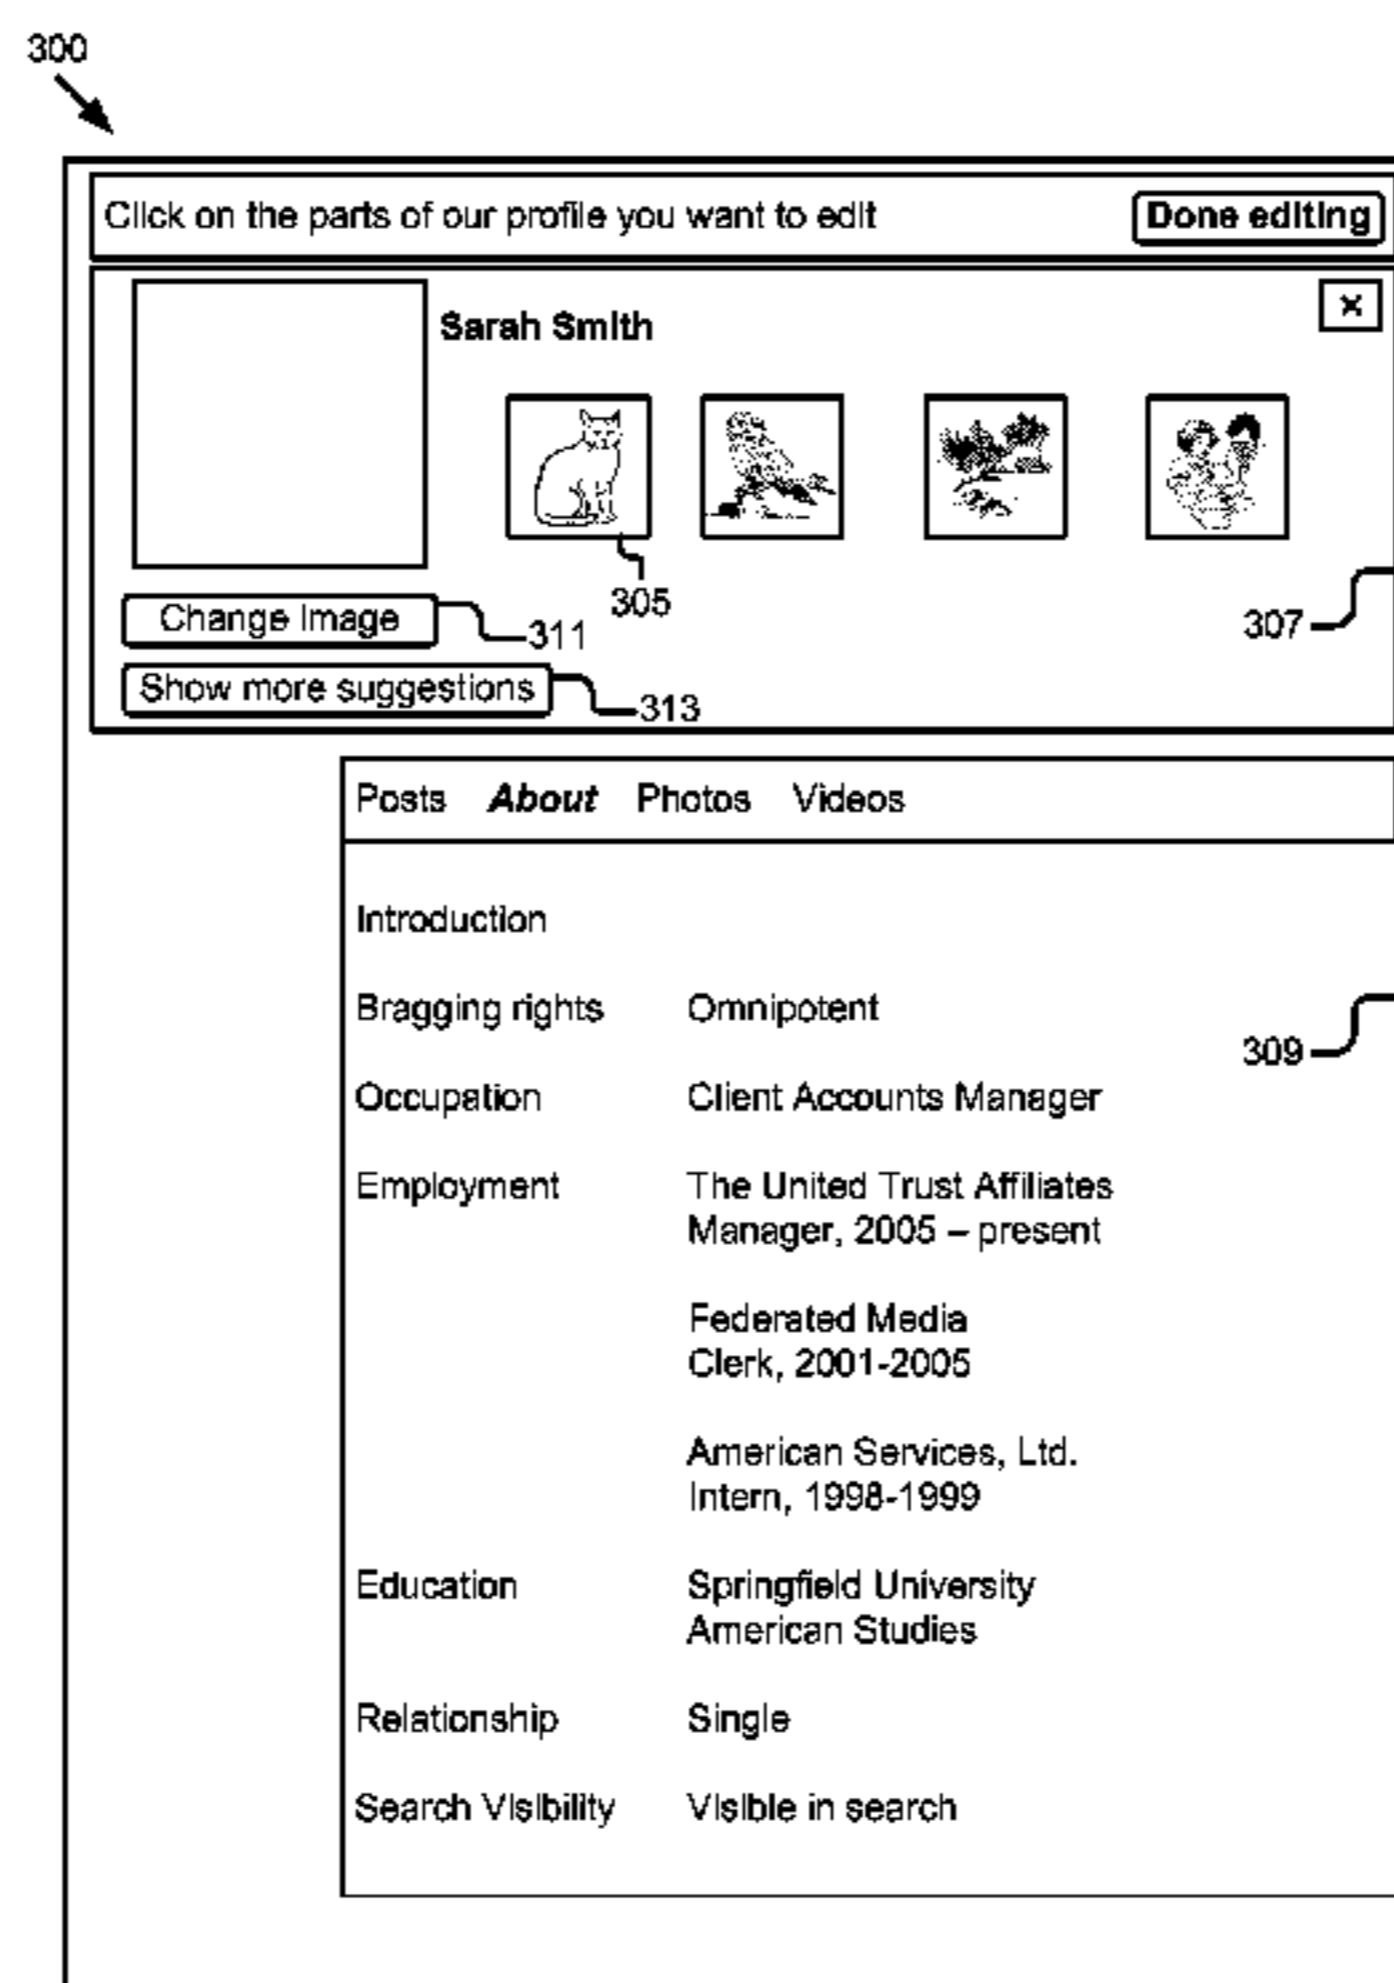 300
Click on the parts of our profile you want to edit Done editing
Sarah Smith x
305
Change Image 311
307
Show more suggestions 313
Posts About Photos Videos
Introduction
Bragging rights Omnipotent
309
Occupation Client Accounts Manager
Employment The United Trust Affiliates
Manager, 2005 – present
Federated Media
Clerk, 2001-2005
American Services, Ltd.
Intern, 1998-1999
Education Springfield University
American Studies
Relationship Single
Search Visibility Visible in search